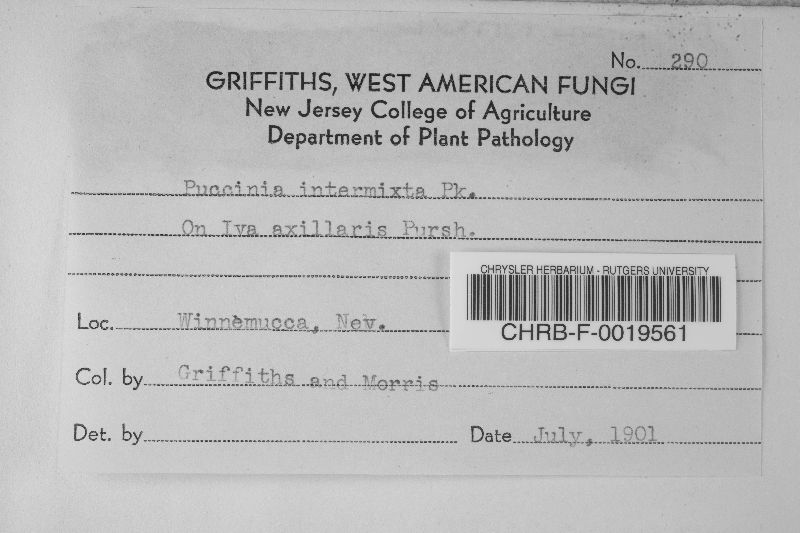 No. 290
GRIFFITHS, WEST AMERICAN FUNGI
New Jersey College of Agriculture
Department of Plant Pathology
Puccinia intermixta Pk.
On Iva axillaris Pursh.
CHRYSLER HERBARIUM - RUTGERS UNIVERSITY
CHRB-F-0019561
Loc. Winnemucca, Nev.
Col. by Griffiths and Morris
Det. by
Date July, 1901